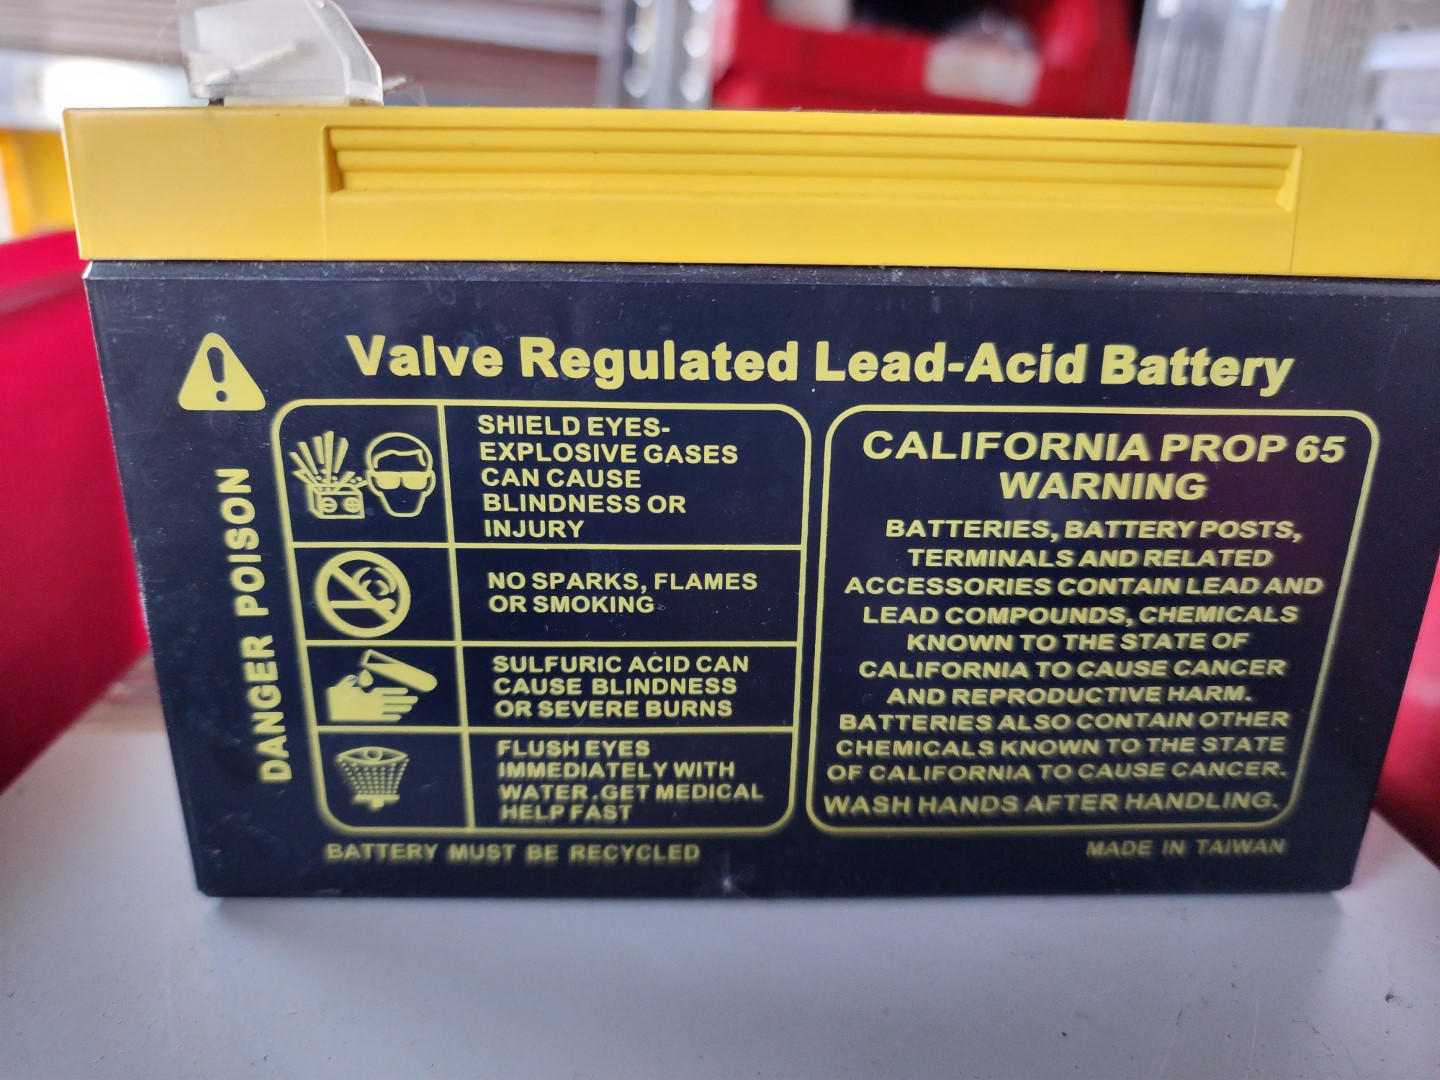 Valve Regulated Lead-Acid Battery
DANGER POISON
SHIELD EYES-
EXPLOSIVE GASES
CAN CAUSE
BLINDNESS OR
INJURY
NO SPARKS, FLAMES
OR SMOKING
SULFURIC ACID CAN
CAUSE BLINDNESS
OR SEVERE BURNS
FLUSH EYES
IMMEDIATELY WITH
WATER.GET MEDICAL
HELP FAST
CALIFORNIA PROP 65
WARNING
BATTERIES, BATTERY POSTS,
TERMINALS AND RELATED
ACCESSORIES CONTAIN LEAD AND
LEAD COMPOUNDS, CHEMICALS
KNOWN TO THE STATE OF
CALIFORNIA TO CAUSE CANCER
AND REPRODUCTIVE HARM.
BATTERIES ALSO CONTAIN OTHER
CHEMICALS KNOWN TO THE STATE
OF CALIFORNIA TO CAUSE CANCER.
WASH HANDS AFTER HANDLING.
BATTERY MUST BE RECYCLED
MADE IN TAIWAN